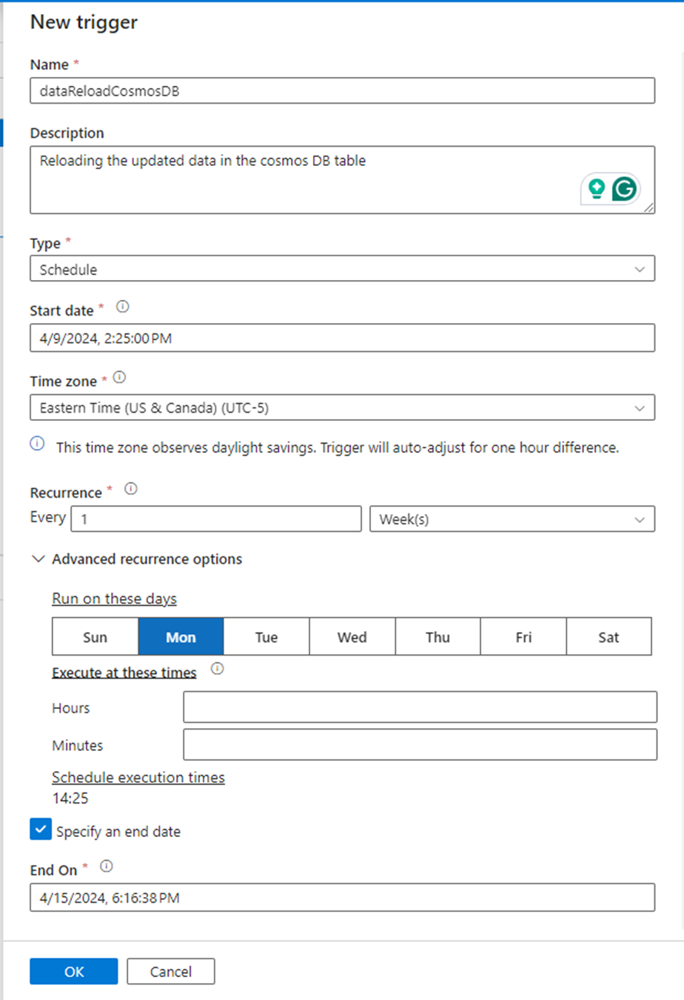 New trigger
Name *
dataReloadCosmosDB
Description
Reloading the updated data in the cosmos DB table
Type *
Schedule
Start date *
4/9/2024, 2:25:00 PM
Time zone *
Eastern Time (US & Canada) (UTC-5)
This time zone observes daylight savings. Trigger will auto-adjust for one hour difference.
Recurrence *
Every 1 Week(s)
Advanced recurrence options
Run on these days
Sun Mon Tue Wed Thu Fri Sat
Execute at these times
Hours
Minutes
Schedule execution times
14:25
Specify an end date
End On *
4/15/2024, 6:16:38 PM
OK Cancel